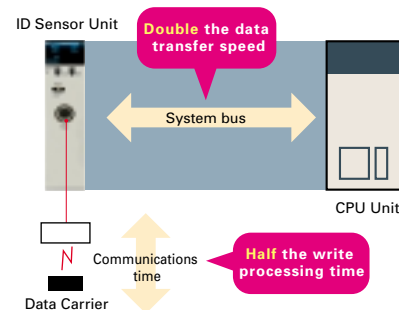 ID Sensor Unit
Double the data
transfer speed
System bus
CPU Unit
Communications
time
Half the write
processing time
Data Carrier